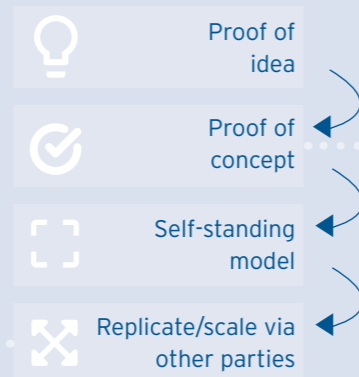 Proof of
idea
Proof of
concept
Self-standing
model
Replicate/scale via
other parties